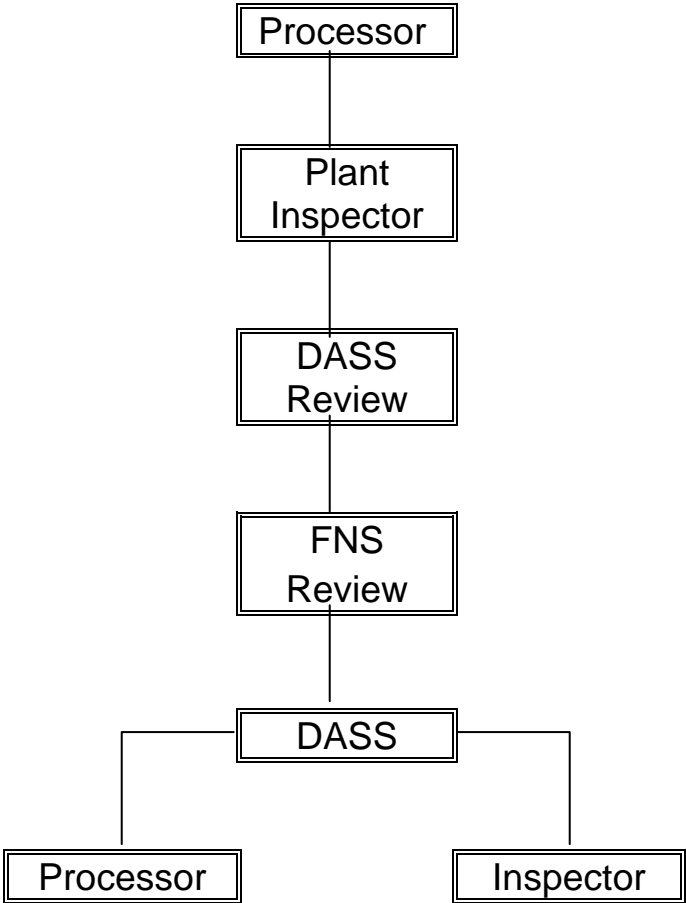 Processor
Plant
Inspector
DASS
Review
FNS
Review
DASS
Processor
Inspector